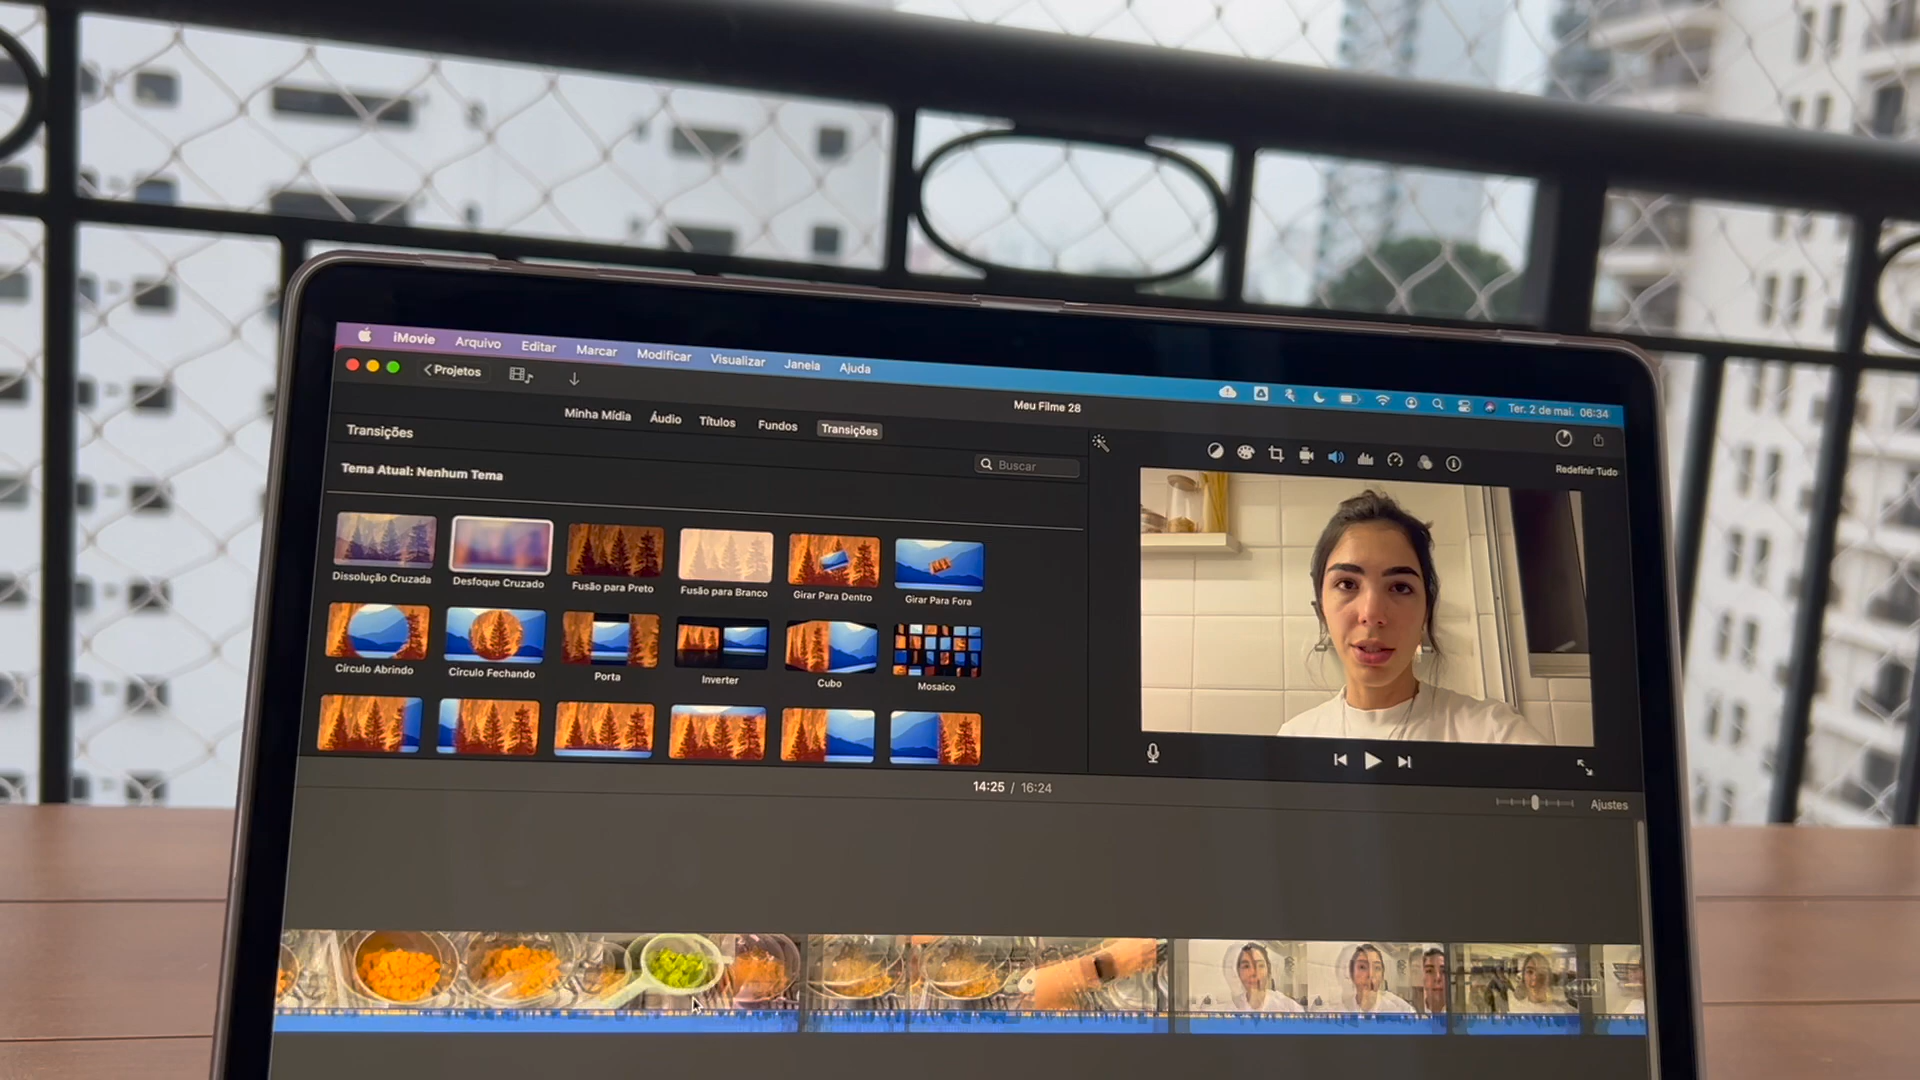 iMovie Arquivo Editar Marcar Modificar Visualizar Janela Ajuda
Ter. 2 de mai. 06:34
Projetos
Meu Filme 28
Minha Mídia Áudio Títulos Fundos Transições
Transições
Buscar
Redefinir Tudo
Tema Atual: Nenhum Tema
Dissolução Cruzada Desfoque Cruzado Fusão para Preto Fusão para Branco Girar Para Dentro Girar Para Fora
Círculo Abrindo Círculo Fechando Porta Inverter Cubo Mosaico
14:25 / 16:24
Ajustes